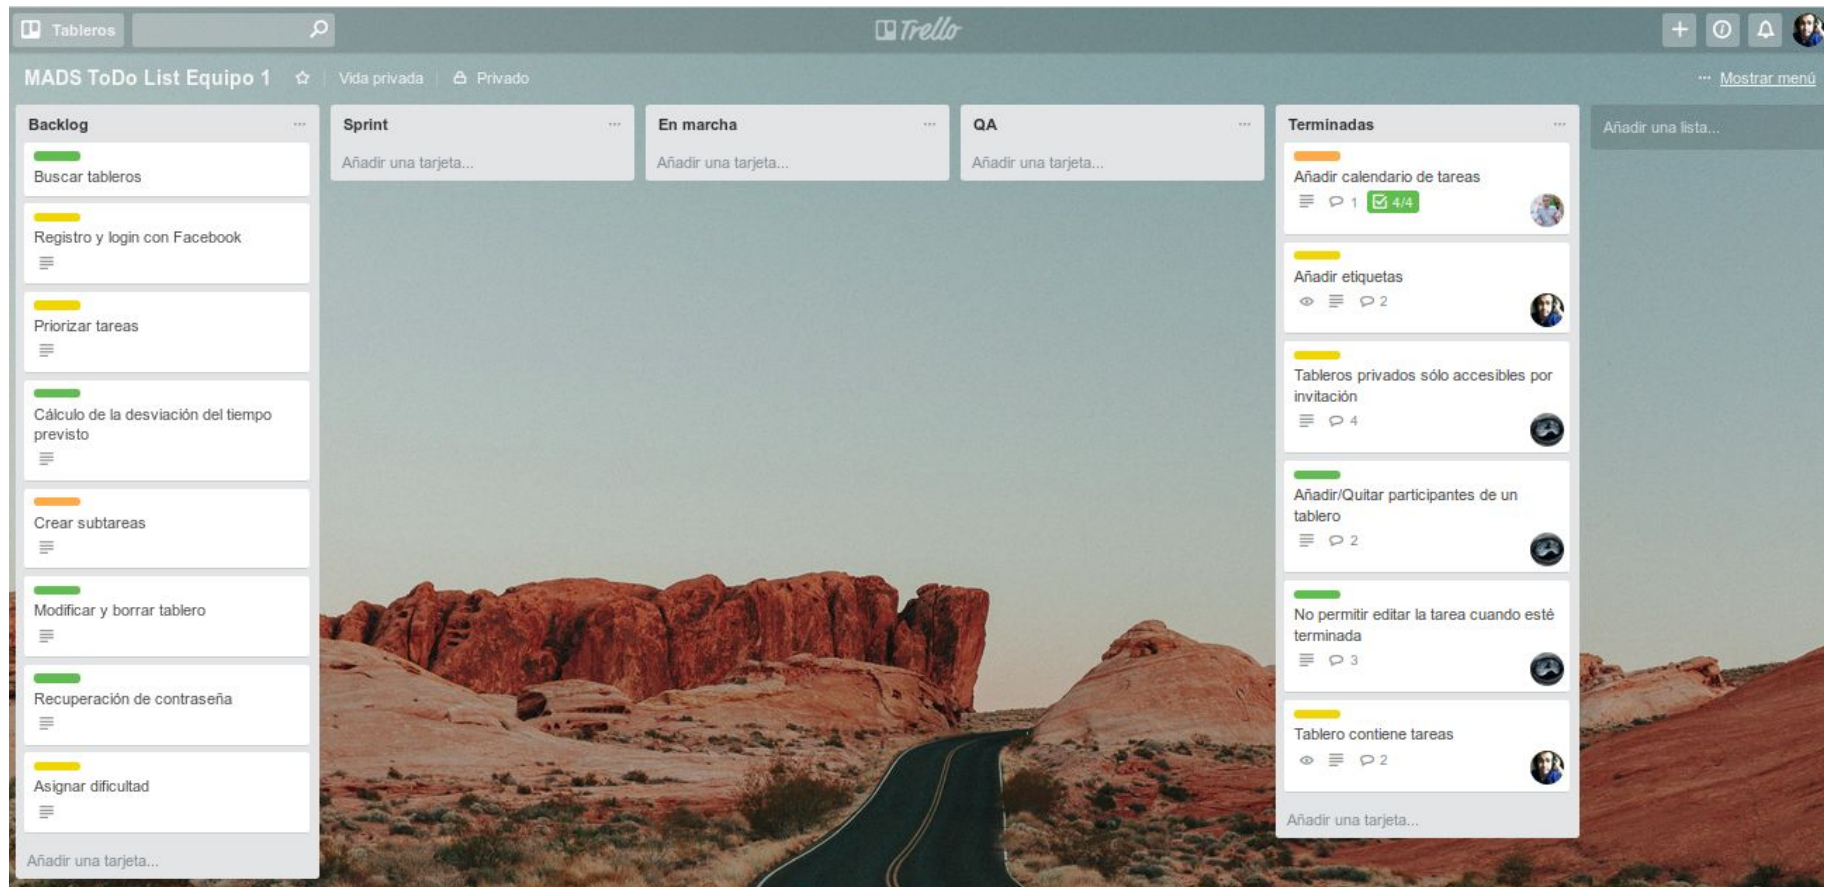 Tableros
Trello
MADS ToDo List Equipo 1
Vida privada
Privado
... Mostrar menú
Backlog
Buscar tableros
Registro y login con Facebook
Priorizar tareas
Cálculo de la desviación del tiempo
previsto
Crear subtareas
Modificar y borrar tablero
Recuperación de contraseña
Asignar dificultad
Añadir una tarjeta...
Sprint
Añadir una tarjeta...
En marcha
Añadir una tarjeta...
QA
Añadir una tarjeta...
Terminadas
Añadir calendario de tareas
1 4/4
Añadir etiquetas
2
Tableros privados sólo accesibles por
invitación
4
Añadir/Quitar participantes de un
tablero
2
No permitir editar la tarea cuando esté
terminada
3
Tablero contiene tareas
2
Añadir una tarjeta...
Añadir una lista...